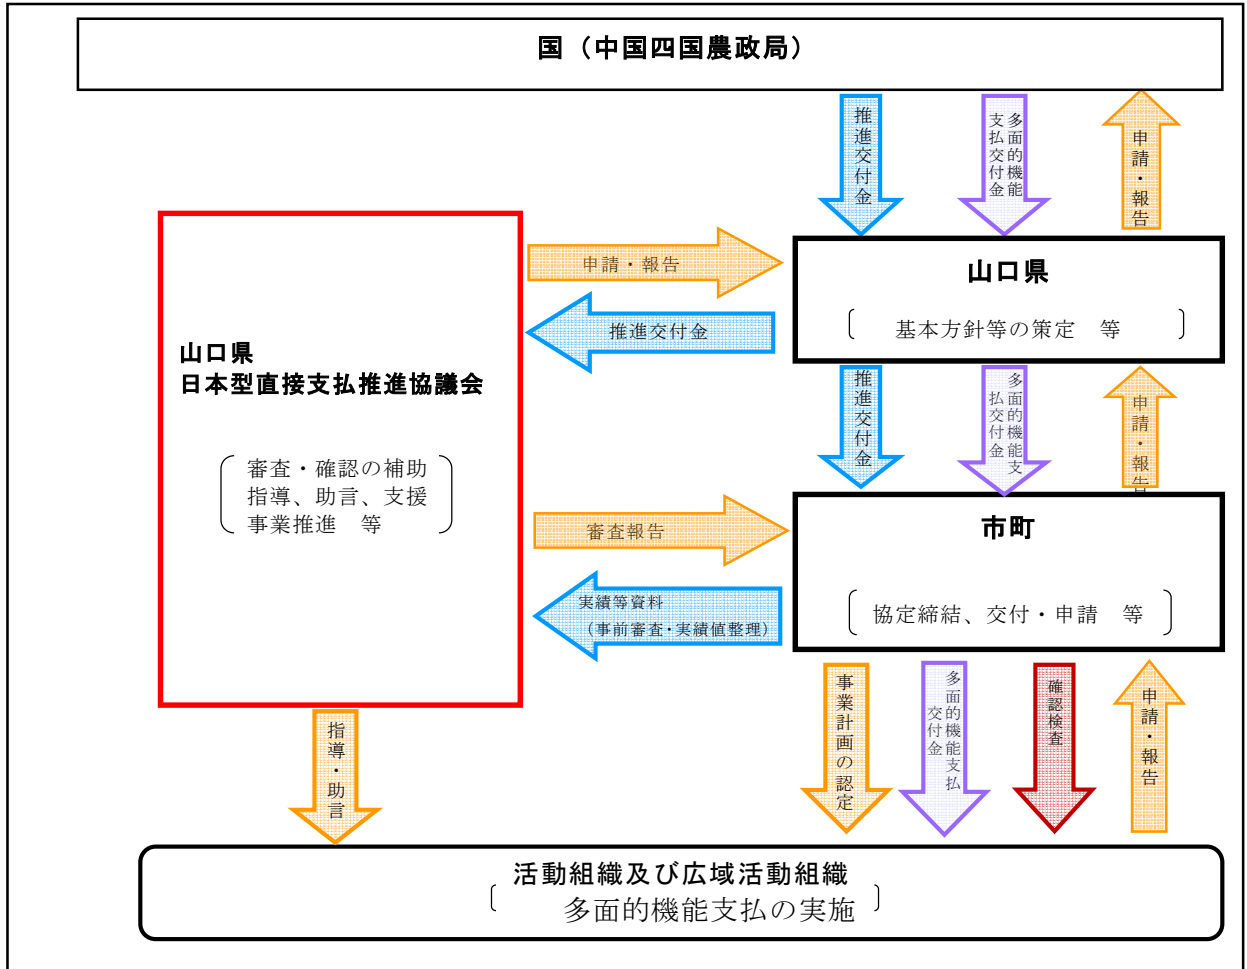 国（中国四国農政局）
推進交付金
多面的機能
支払交付金
申請・報告
申請・報告
推進交付金
山口県
基本方針等の策定　等
山口県
日本型直接支払推進協議会
審査・確認の補助
指導、助言、支援
事業推進　等
推進交付金
多面的機能支
払交付金
申請・報告
審査報告
実績等資料
（事前審査・実績値整理）
市町
協定締結、交付・申請　等
指導・助言
事業計画の認定
多面的機能支払
交付金
確認検査
申請・報告
活動組織及び広域活動組織
多面的機能支払の実施